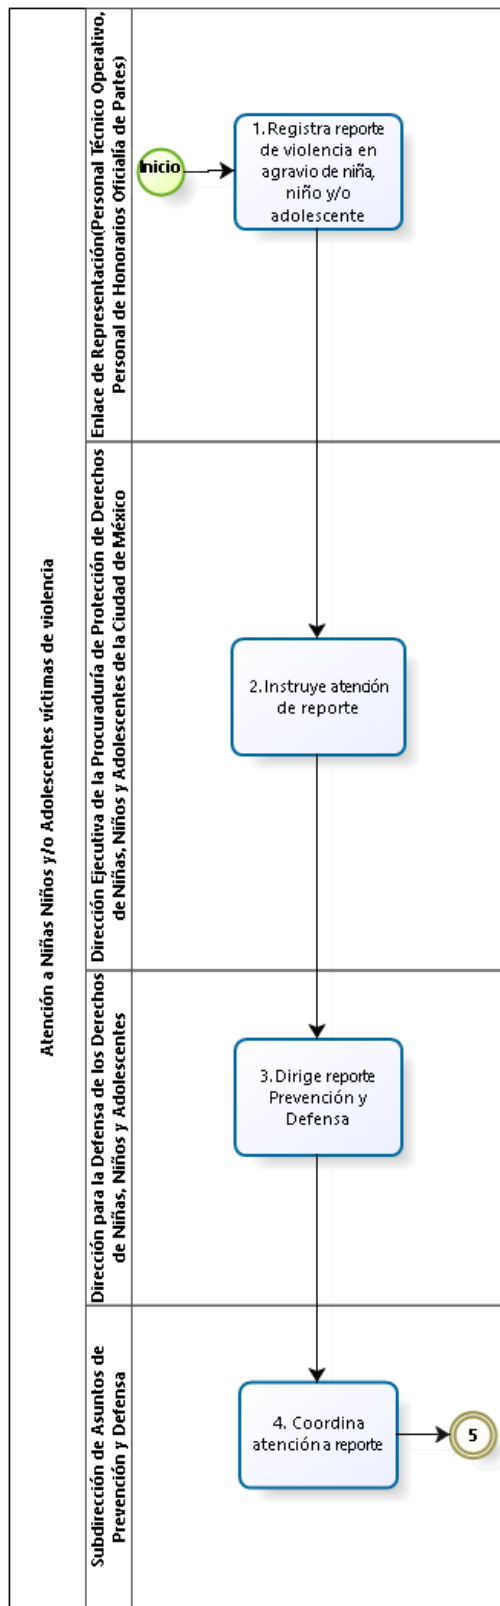 Atención a Niñas Niños y/o Adolescentes víctimas de violencia
Enlace de Representación(Personal Técnico Operativo,
Personal de Honorarios Oficialía de Partes)
Inicio
1. Registra reporte
de violencia en
agravio de niña,
niño y/o
adolescente
Dirección Ejecutiva de la Procuraduría de Protección de Derechos
de Niñas, Niños y Adolescentes de la Ciudad de México
2. Instruye atención
de reporte
Dirección para la Defensa de los Derechos
de Niñas, Niños y Adolescentes
3. Dirige reporte
Prevención y
Defensa
Subdirección de Asuntos de
Prevención y Defensa
4. Coordina
atención a reporte
5